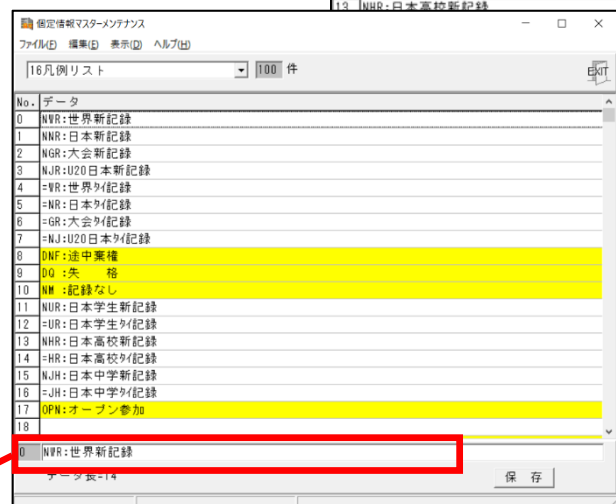 13 NHR:日本高校新記録
個定情報マスターメンテナンス
ファイル(F) 編集(E) 表示(D) ヘルプ(H)
16凡例リスト 100 件 EXIT
No. データ
0 NWR:世界新記録
1 NNR:日本新記録
2 NGR:大会新記録
3 NJR:U20日本新記録
4 =WR:世界ﾀｲ記録
5 =NR:日本ﾀｲ記録
6 =GR:大会ﾀｲ記録
7 =NJ:U20日本ﾀｲ記録
8 DNF:途中棄権
9 DQ :失　　格
10 NM :記録なし
11 NUR:日本学生新記録
12 =UR:日本学生ﾀｲ記録
13 NHR:日本高校新記録
14 =HR:日本高校ﾀｲ記録
15 NJH:日本中学新記録
16 =JH:日本中学ﾀｲ記録
17 OPN:オープン参加
18
0 NWR:世界新記録
データ長=14 保　存